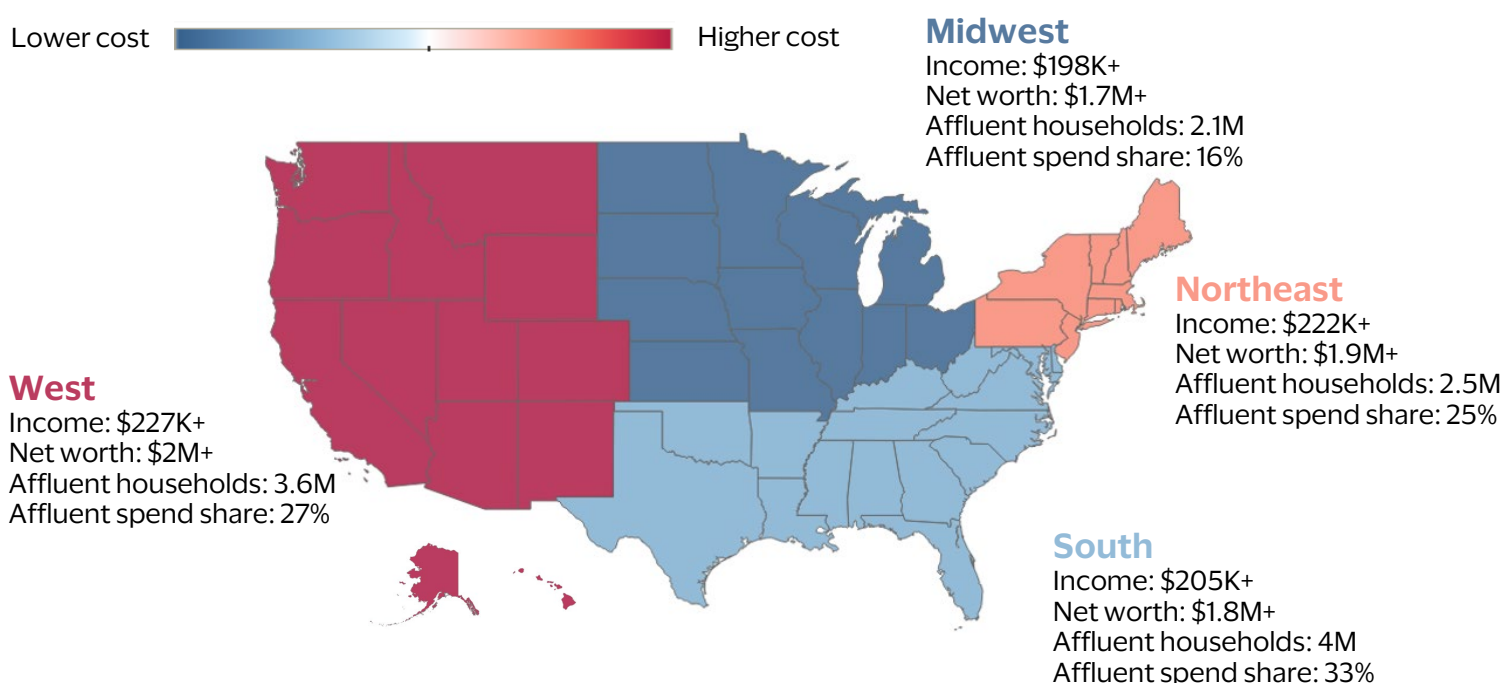 Lower cost
Higher cost
Midwest
Income: $198K+
Net worth: $1.7M+
Affluent households: 2.1M
Affluent spend share: 16%
Northeast
Income: $222K+
Net worth: $1.9M+
Affluent households: 2.5M
Affluent spend share: 25%
West
Income: $227K+
Net worth: $2M+
Affluent households: 3.6M
Affluent spend share: 27%
South
Income: $205K+
Net worth: $1.8M+
Affluent households: 4M
Affluent spend share: 33%